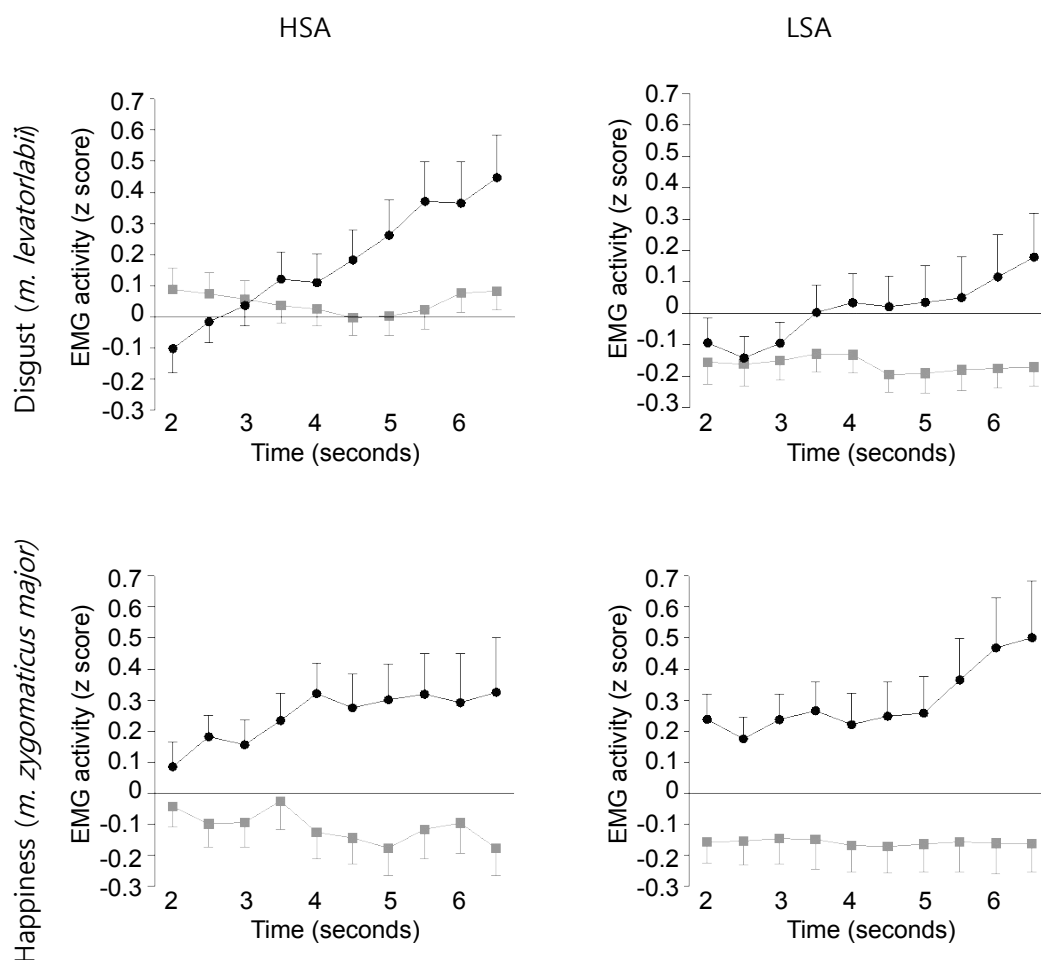 HSA
LSA
Disgust (m. levatorlabii)
EMG activity (z score)
0.7
0.6
0.5
0.4
0.3
0.2
0.1
0
-0.1
-0.2
-0.3
2 3 4 5 6
Time (seconds)
EMG activity (z score)
0.7
0.6
0.5
0.4
0.3
0.2
0.1
0
-0.1
-0.2
-0.3
2 3 4 5 6
Time (seconds)
Happiness (m. zygomaticus major)
EMG activity (z score)
0.7
0.6
0.5
0.4
0.3
0.2
0.1
0
-0.1
-0.2
-0.3
2 3 4 5 6
Time (seconds)
EMG activity (z score)
0.7
0.6
0.5
0.4
0.3
0.2
0.1
0
-0.1
-0.2
-0.3
2 3 4 5 6
Time (seconds)